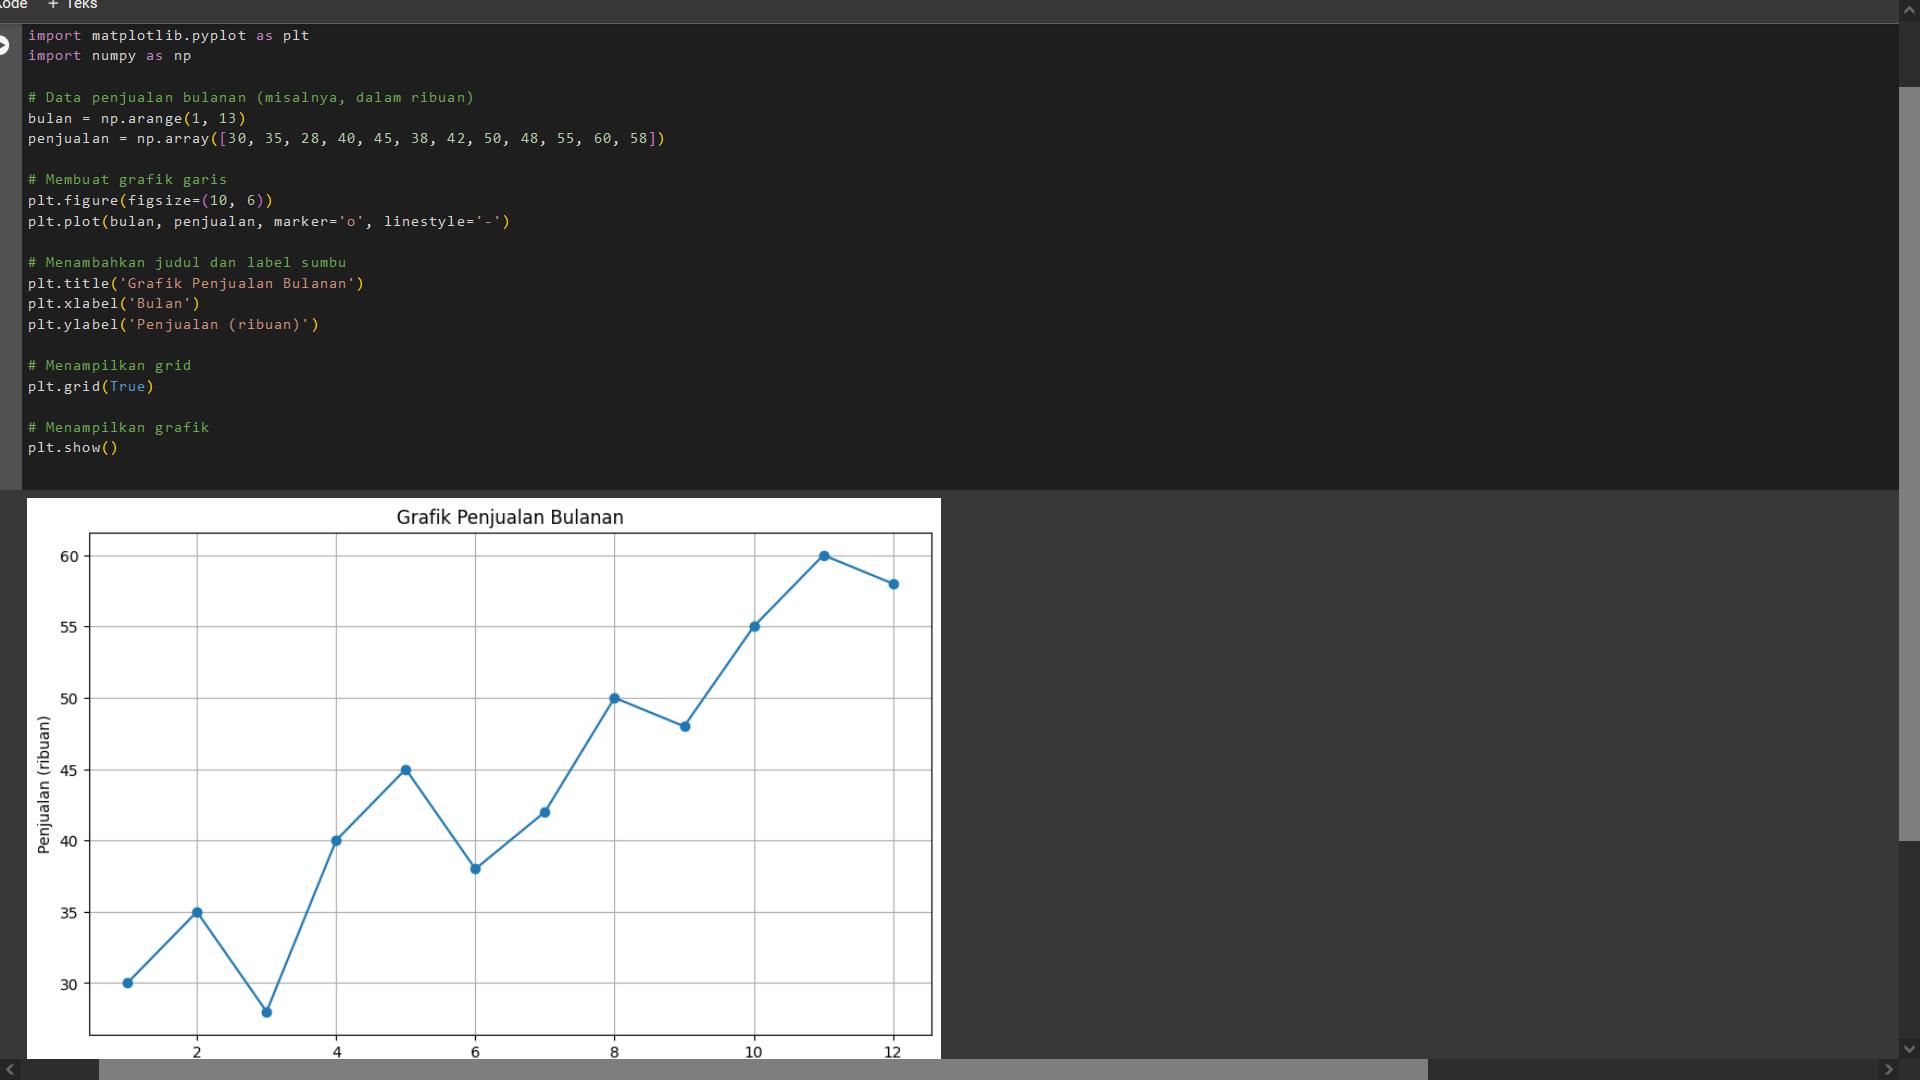 + Teks
import matplotlib.pyplot as plt
import numpy as np
# Data penjualan bulanan (misalnya, dalam ribuan)
bulan = np.arange(1, 13)
penjualan = np.array([30, 35, 28, 40, 45, 38, 42, 50, 48, 55, 60, 58])
# Membuat grafik garis
plt.figure(figsize=(10, 6))
plt.plot(bulan, penjualan, marker='o', linestyle='-')
# Menambahkan judul dan label sumbu
plt.title('Grafik Penjualan Bulanan')
plt.xlabel('Bulan')
plt.ylabel('Penjualan (ribuan)')
# Menampilkan grid
plt.grid(True)
# Menampilkan grafik
plt.show()
Grafik Penjualan Bulanan
Penjualan (ribuan)
60
55
50
45
40
35
30
2 4 6 8 10 12